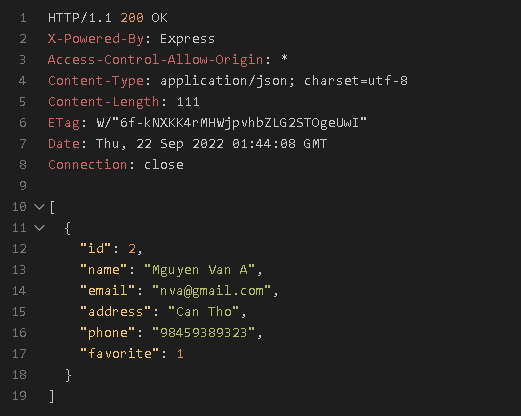 1 HTTP/1.1 200 OK
2 X-Powered-By: Express
3 Access-Control-Allow-Origin: *
4 Content-Type: application/json; charset=utf-8
5 Content-Length: 111
6 ETag: W/"6f-kNXKK4rMHWjpvhbZLG2STOgeUwI"
7 Date: Thu, 22 Sep 2022 01:44:08 GMT
8 Connection: close
9
10 [
11 {
12 "id": 2,
13 "name": "Mguyen Van A",
14 "email": "nva@gmail.com",
15 "address": "Can Tho",
16 "phone": "98459389323",
17 "favorite": 1
18 }
19 ]